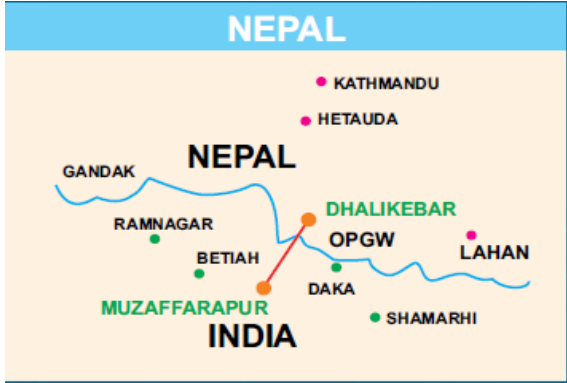 NEPAL
KATHMANDU
HETAUDA
NEPAL
GANDAK
DHALIKEBAR
RAMNAGAR
OPGW
LAHAN
BETIAH
DAKA
MUZAFFARAPUR
SHAMARHI
INDIA